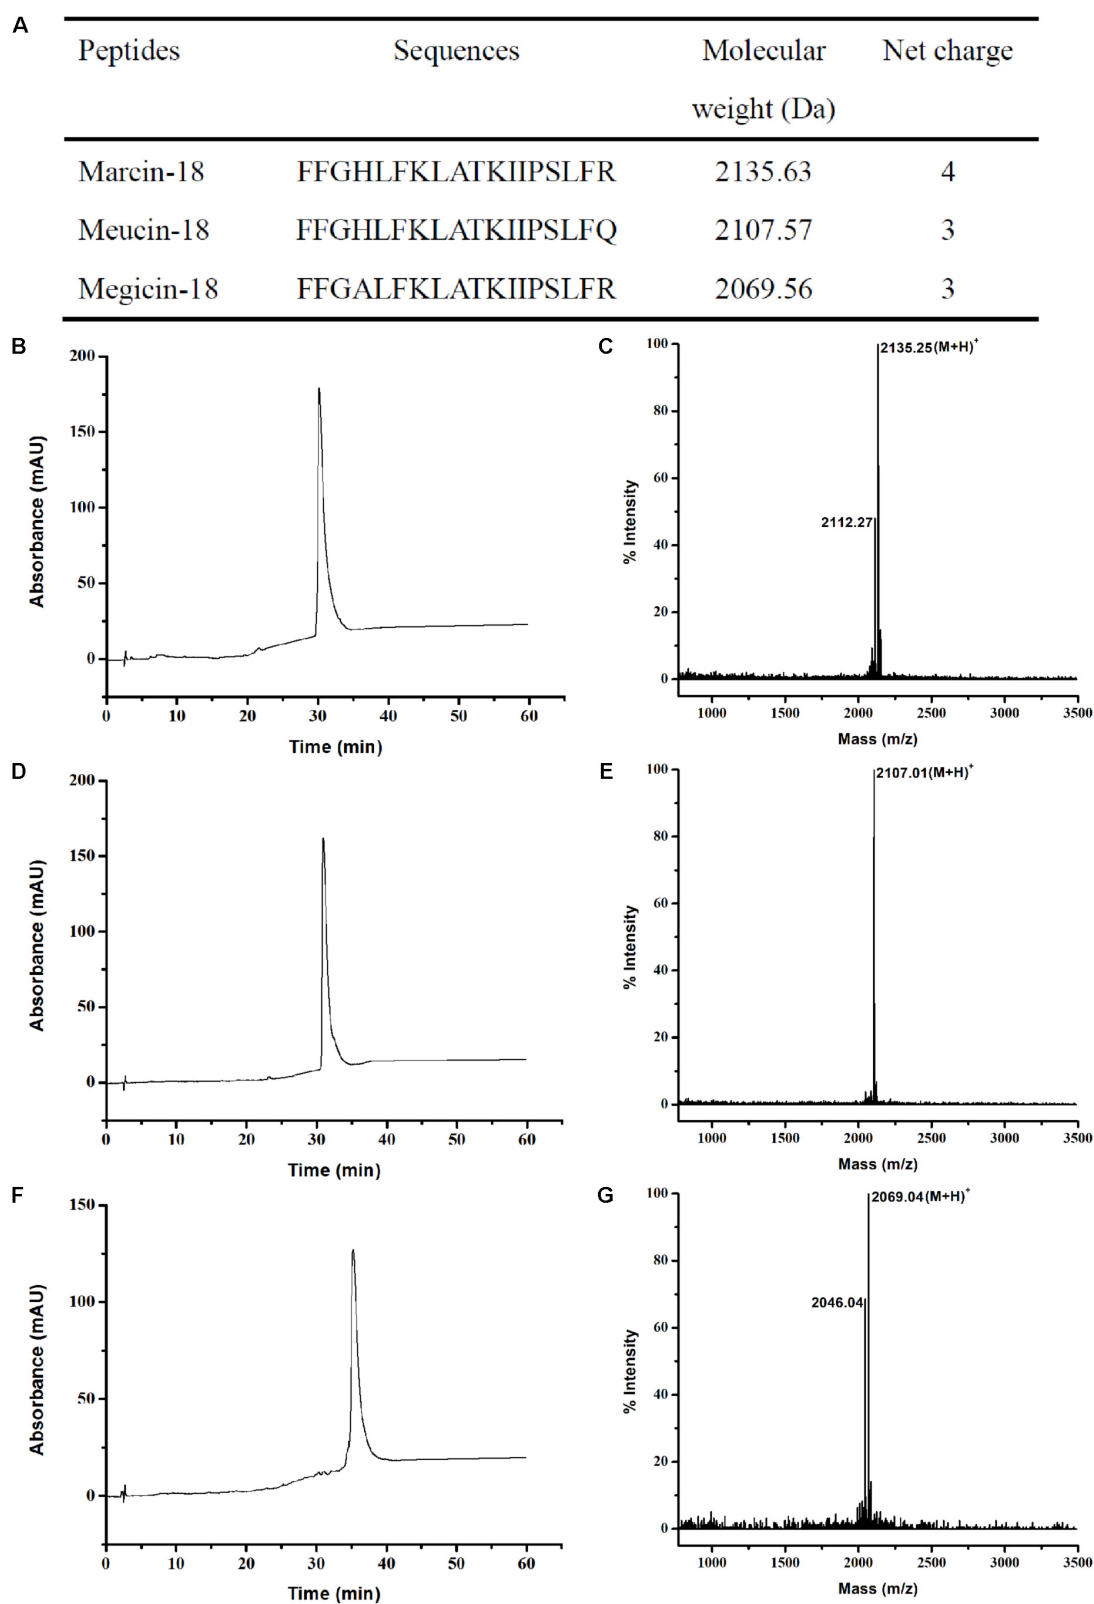 A
Peptides Sequences Molecular weight (Da) Net charge
Marcin-18 FFGHLFKLATKIIPSLFR 2135.63 4
Meucin-18 FFGHLFKLATKIIPSLFQ 2107.57 3
Megicin-18 FFGALFKLATKIIPSLFR 2069.56 3
B
200
150
100
50
0
Absorbance (mAU)
0 10 20 30 40 50 60
Time (min)
C
100
80
60
40
20
0
% Intensity
2135.25(M+H)+
2112.27
1000 1500 2000 2500 3000 3500
Mass (m/z)
D
200
150
100
50
0
Absorbance (mAU)
0 10 20 30 40 50 60
Time (min)
E
100
80
60
40
20
0
% Intensity
2107.01(M+H)+
1000 1500 2000 2500 3000 3500
Mass (m/z)
F
150
100
50
0
Absorbance (mAU)
0 10 20 30 40 50 60
Time (min)
G
100
80
60
40
20
0
% Intensity
2069.04(M+H)+
2046.04
1000 1500 2000 2500 3000 3500
Mass (m/z)